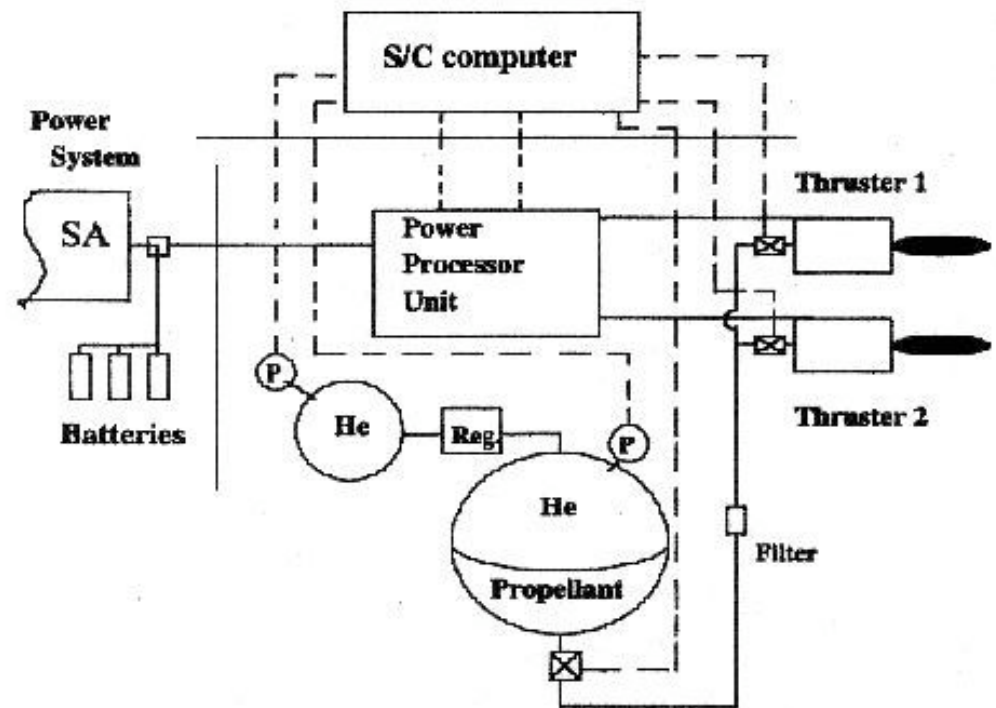 S/C computer
Power
System
SA
Batteries
Power
Processor
Unit
Thruster 1
Thruster 2
P
He
Reg.
P
He
Propellant
Filter